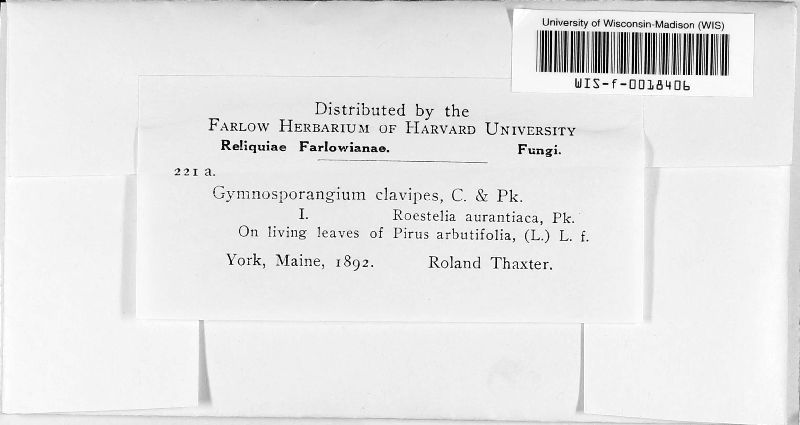 University of Wisconsin-Madison (WIS)
WIS-f-0018406
Distributed by the
FARLOW HERBARIUM OF HARVARD UNIVERSITY
Reliquiae Farlowianae. Fungi.
221 a.
Gymnosporangium clavipes, C. & Pk.
I. Roestelia aurantiaca, Pk.
On living leaves of Pirus arbutifolia, (L.) L. f.
York, Maine, 1892. Roland Thaxter.